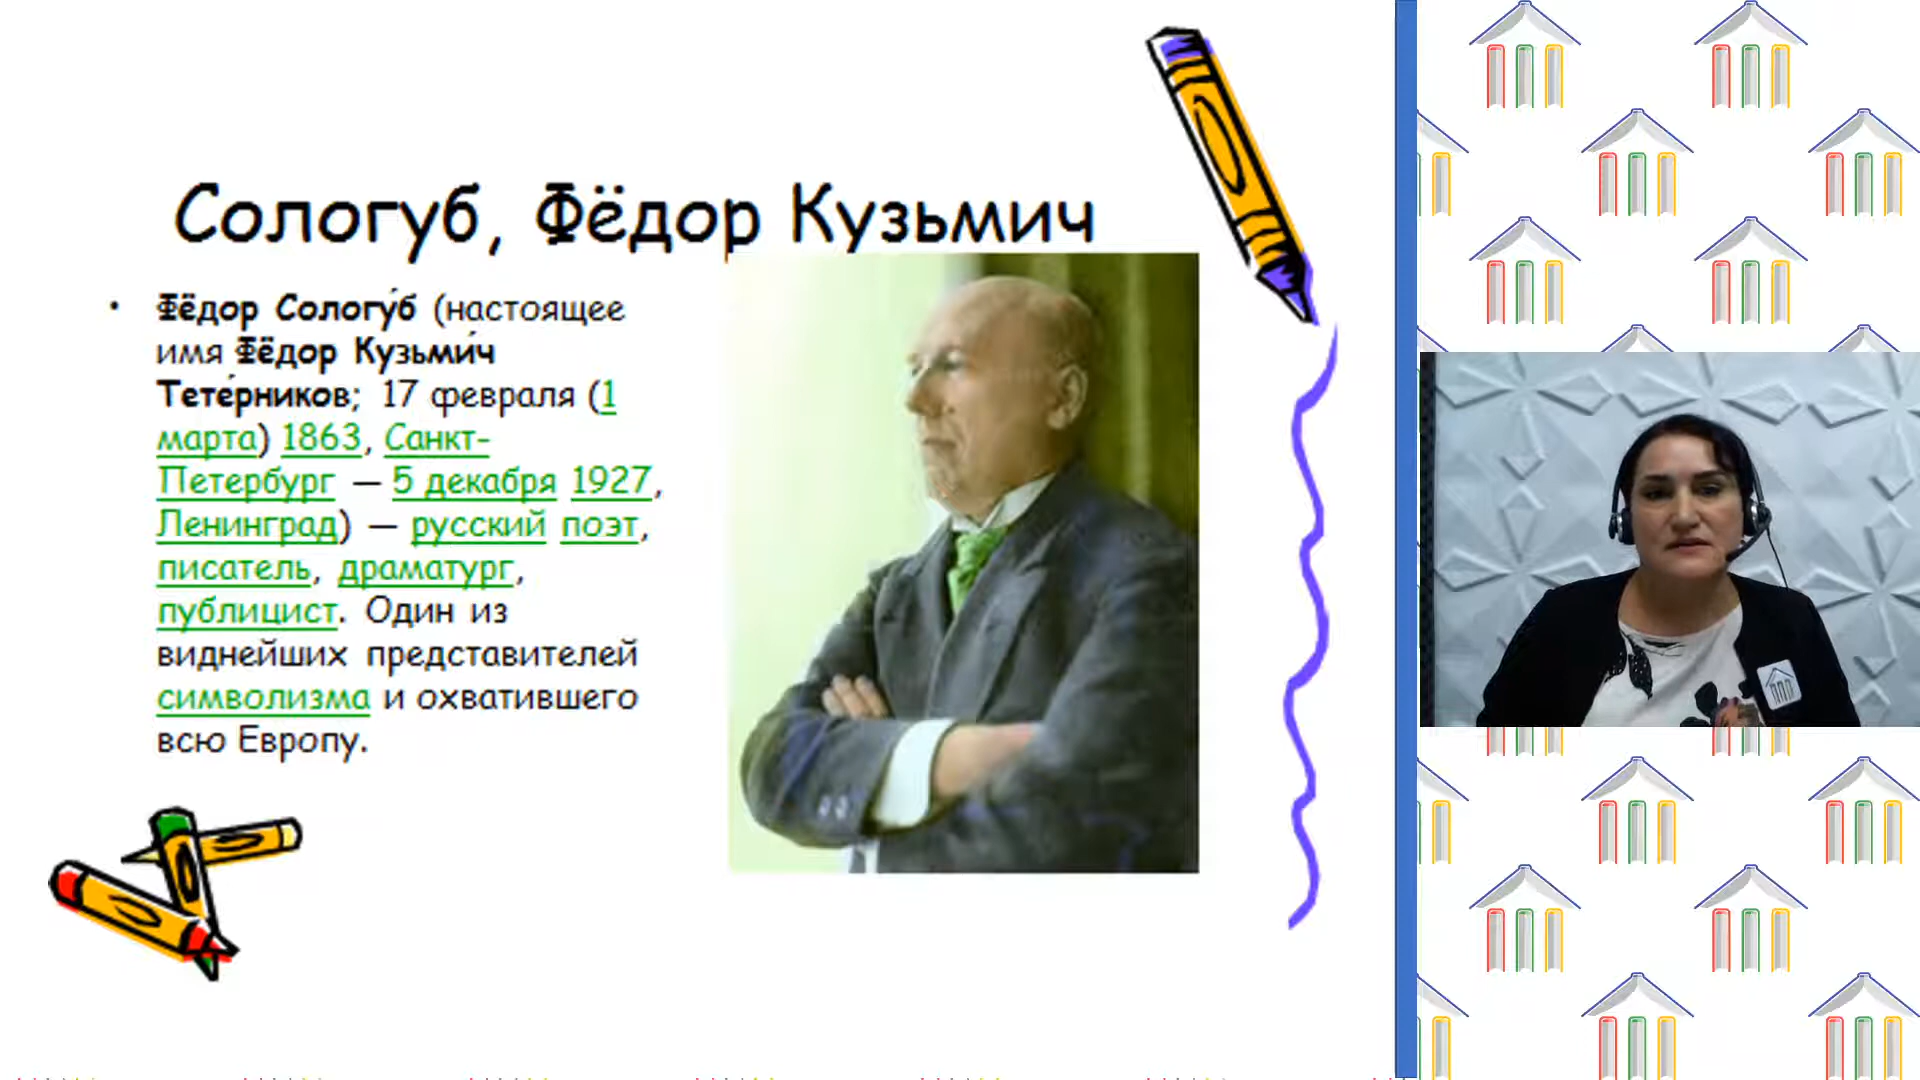 Сологуб, Фёдор Кузьмич
• Фёдор Сологу́б (настоящее
имя Фёдор Кузьми́ч
Тете́рников; 17 февраля (1
марта) 1863, Санкт-
Петербург — 5 декабря 1927,
Ленинград) — русский поэт,
писатель, драматург,
публицист. Один из
виднейших представителей
символизма и охватившего
всю Европу.